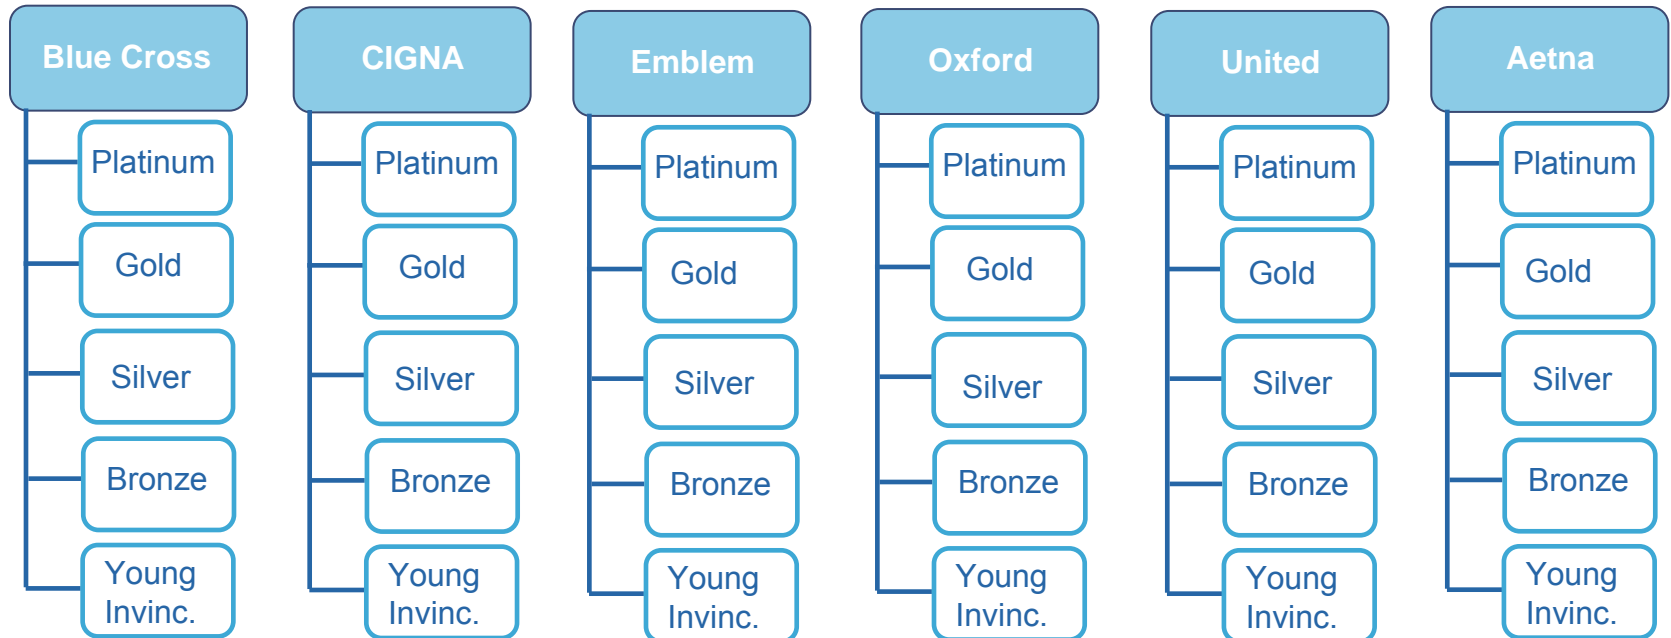 Blue Cross
Platinum
Gold
Silver
Bronze
Young
Invinc.
CIGNA
Platinum
Gold
Silver
Bronze
Young
Invinc.
Emblem
Platinum
Gold
Silver
Bronze
Young
Invinc.
Oxford
Platinum
Gold
Silver
Bronze
Young
Invinc.
United
Platinum
Gold
Silver
Bronze
Young
Invinc.
Aetna
Platinum
Gold
Silver
Bronze
Young
Invinc.